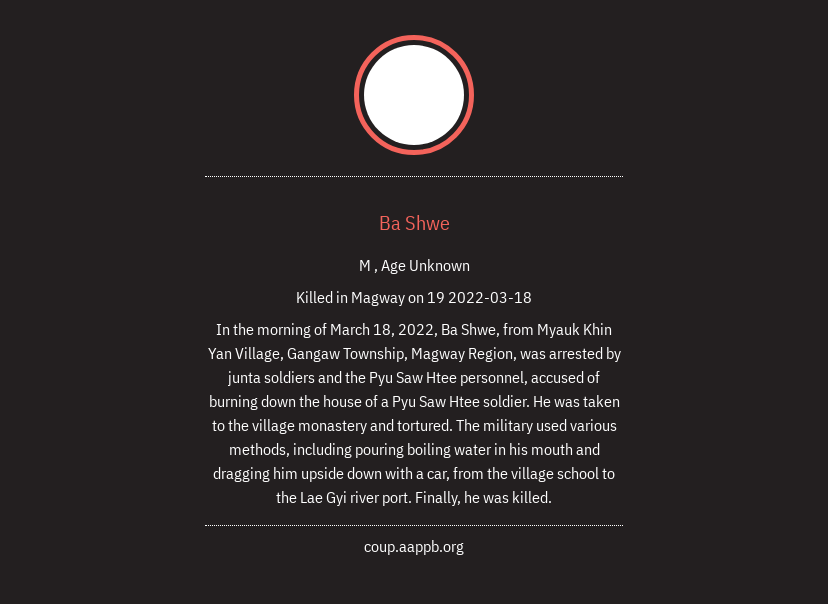 Ba Shwe
M , Age Unknown
Killed in Magway on 19 2022-03-18
In the morning of March 18, 2022, Ba Shwe, from Myauk Khin
Yan Village, Gangaw Township, Magway Region, was arrested by
junta soldiers and the Pyu Saw Htee personnel, accused of
burning down the house of a Pyu Saw Htee soldier. He was taken
to the village monastery and tortured. The military used various
methods, including pouring boiling water in his mouth and
dragging him upside down with a car, from the village school to
the Lae Gyi river port. Finally, he was killed.
coup.aappb.org